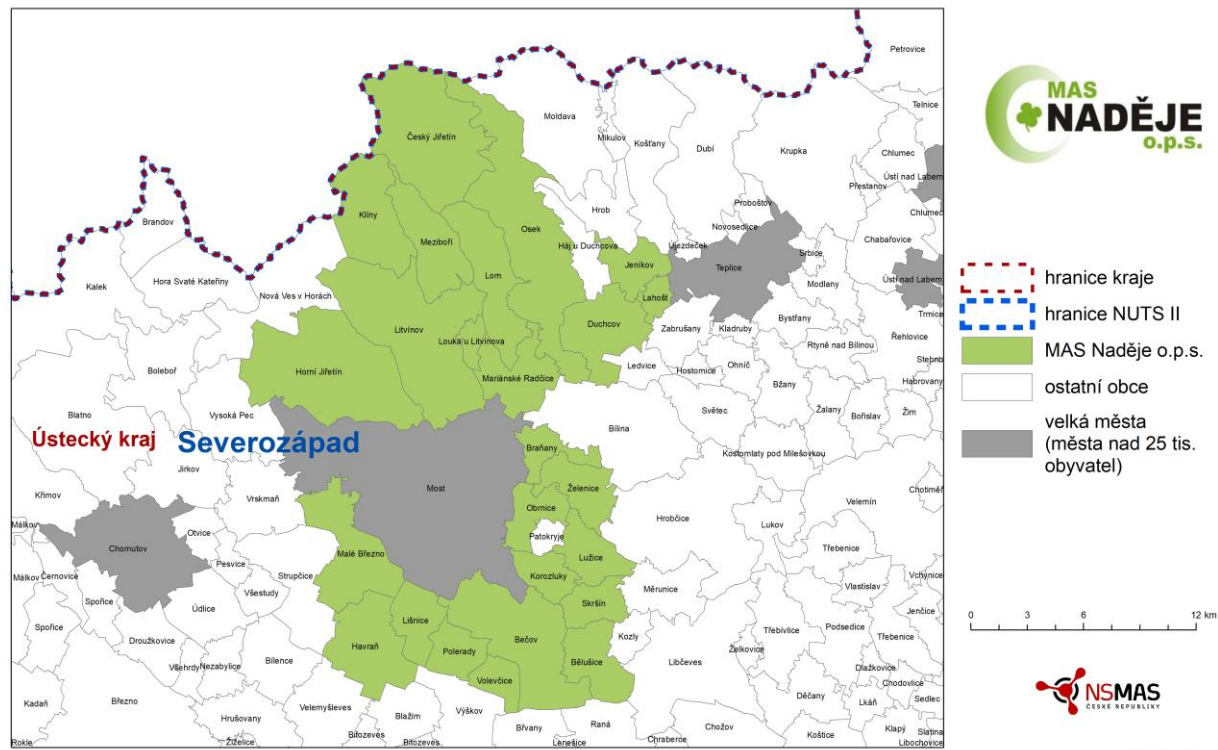 Petrovice
Telnice
Moldava
Mikulov
Košťany
Dubí
Krupka
Chlumec
Český Jiřetín
Ústí nad Labem
Přestanov
Proboštov
Chlumec
Brandov
Klíny
Hrob
Novosedlice
Osek
Meziboří
Háj u Duchcova
Újezdeček
Srbice
Chabařovice
Jeníkov
Teplice
Lom
Kalek
Hora Svaté Kateřiny
Modlany
Ústí nad Labem
Nová Ves v Horách
Lahošť
Trmice
Duchcov
Bystřany
Litvínov
Zabrušany
Kladruby
Louka u Litvínova
Řehlovice
Rtyně nad Bílinou
Stebno
Boleboř
Horní Jiřetín
Mariánské Radčice
Ledvice
Hostomice
Ohníč
Habrovany
Bžany
Blatno
Vysoká Pec
Světec
Žalany
Bořislav
Žim
Ústecký kraj
Severozápad
Bílina
Braňany
Kostomlaty pod Milešovkou
Jirkov
Most
Želenice
Křimov
Vrskmaň
Velemín
Chotiměř
Obrnice
Hrobčice
Málkov
Lukov
Otvice
Patokryje
Třebenice
Chomutov
Malé Březno
Lužice
Pesvice
Strupčice
Korozluky
Málkov
Černovice
Vchynice
Všestudy
Měrunice
Vlastislav
Spořice
Údlice
Skršín
Jenčice
Lišnice
Spořice
Třebívlice
Podsedice
Droužkovice
Bečov
Kozly
Třebenice
Havraň
Polerady
Želkovice
Všehrdy
Nezabylice
Bílence
Bělušice
Libčeves
Dlažkovice
Volevčice
Chodovlice
Kadaň
Březno
Děčany
Lkáň
Sedlec
Velemyšleves
Výškov
Hrušovany
Blažim
Raná
Chožov
Břvany
Klapý
Slatina
Rokle
Žiželice
Bitozeves
Bitozeves
Lenešice
Chraberce
Koštice
Libochovice
MAS
NADĚJE
o.p.s.
hranice kraje
hranice NUTS II
MAS Naděje o.p.s.
ostatní obce
velká města
(města nad 25 tis.
obyvatel)
0 3 6 12 km
NSMAS
ČESKÉ REPUBLIKY